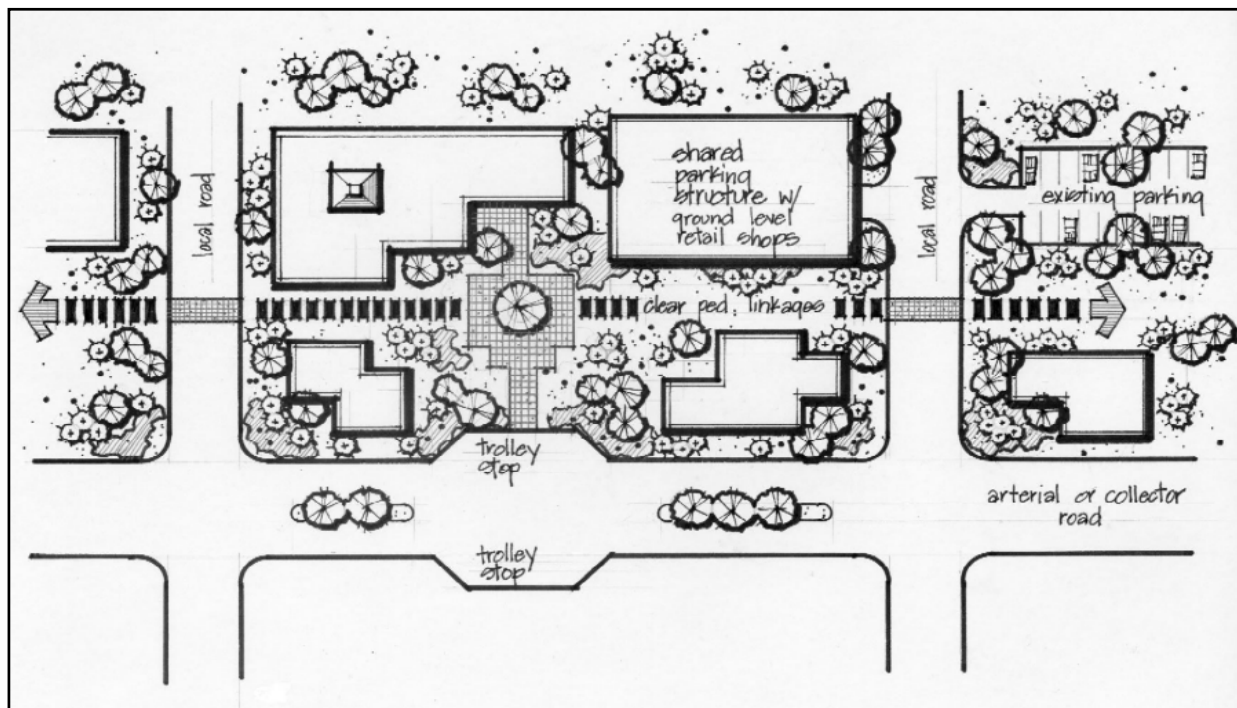 local road
shared
parking
structure w/
ground level
retail shops
local road
existing parking
clear ped. linkages
trolley
stop
arterial or collector
road
trolley
stop